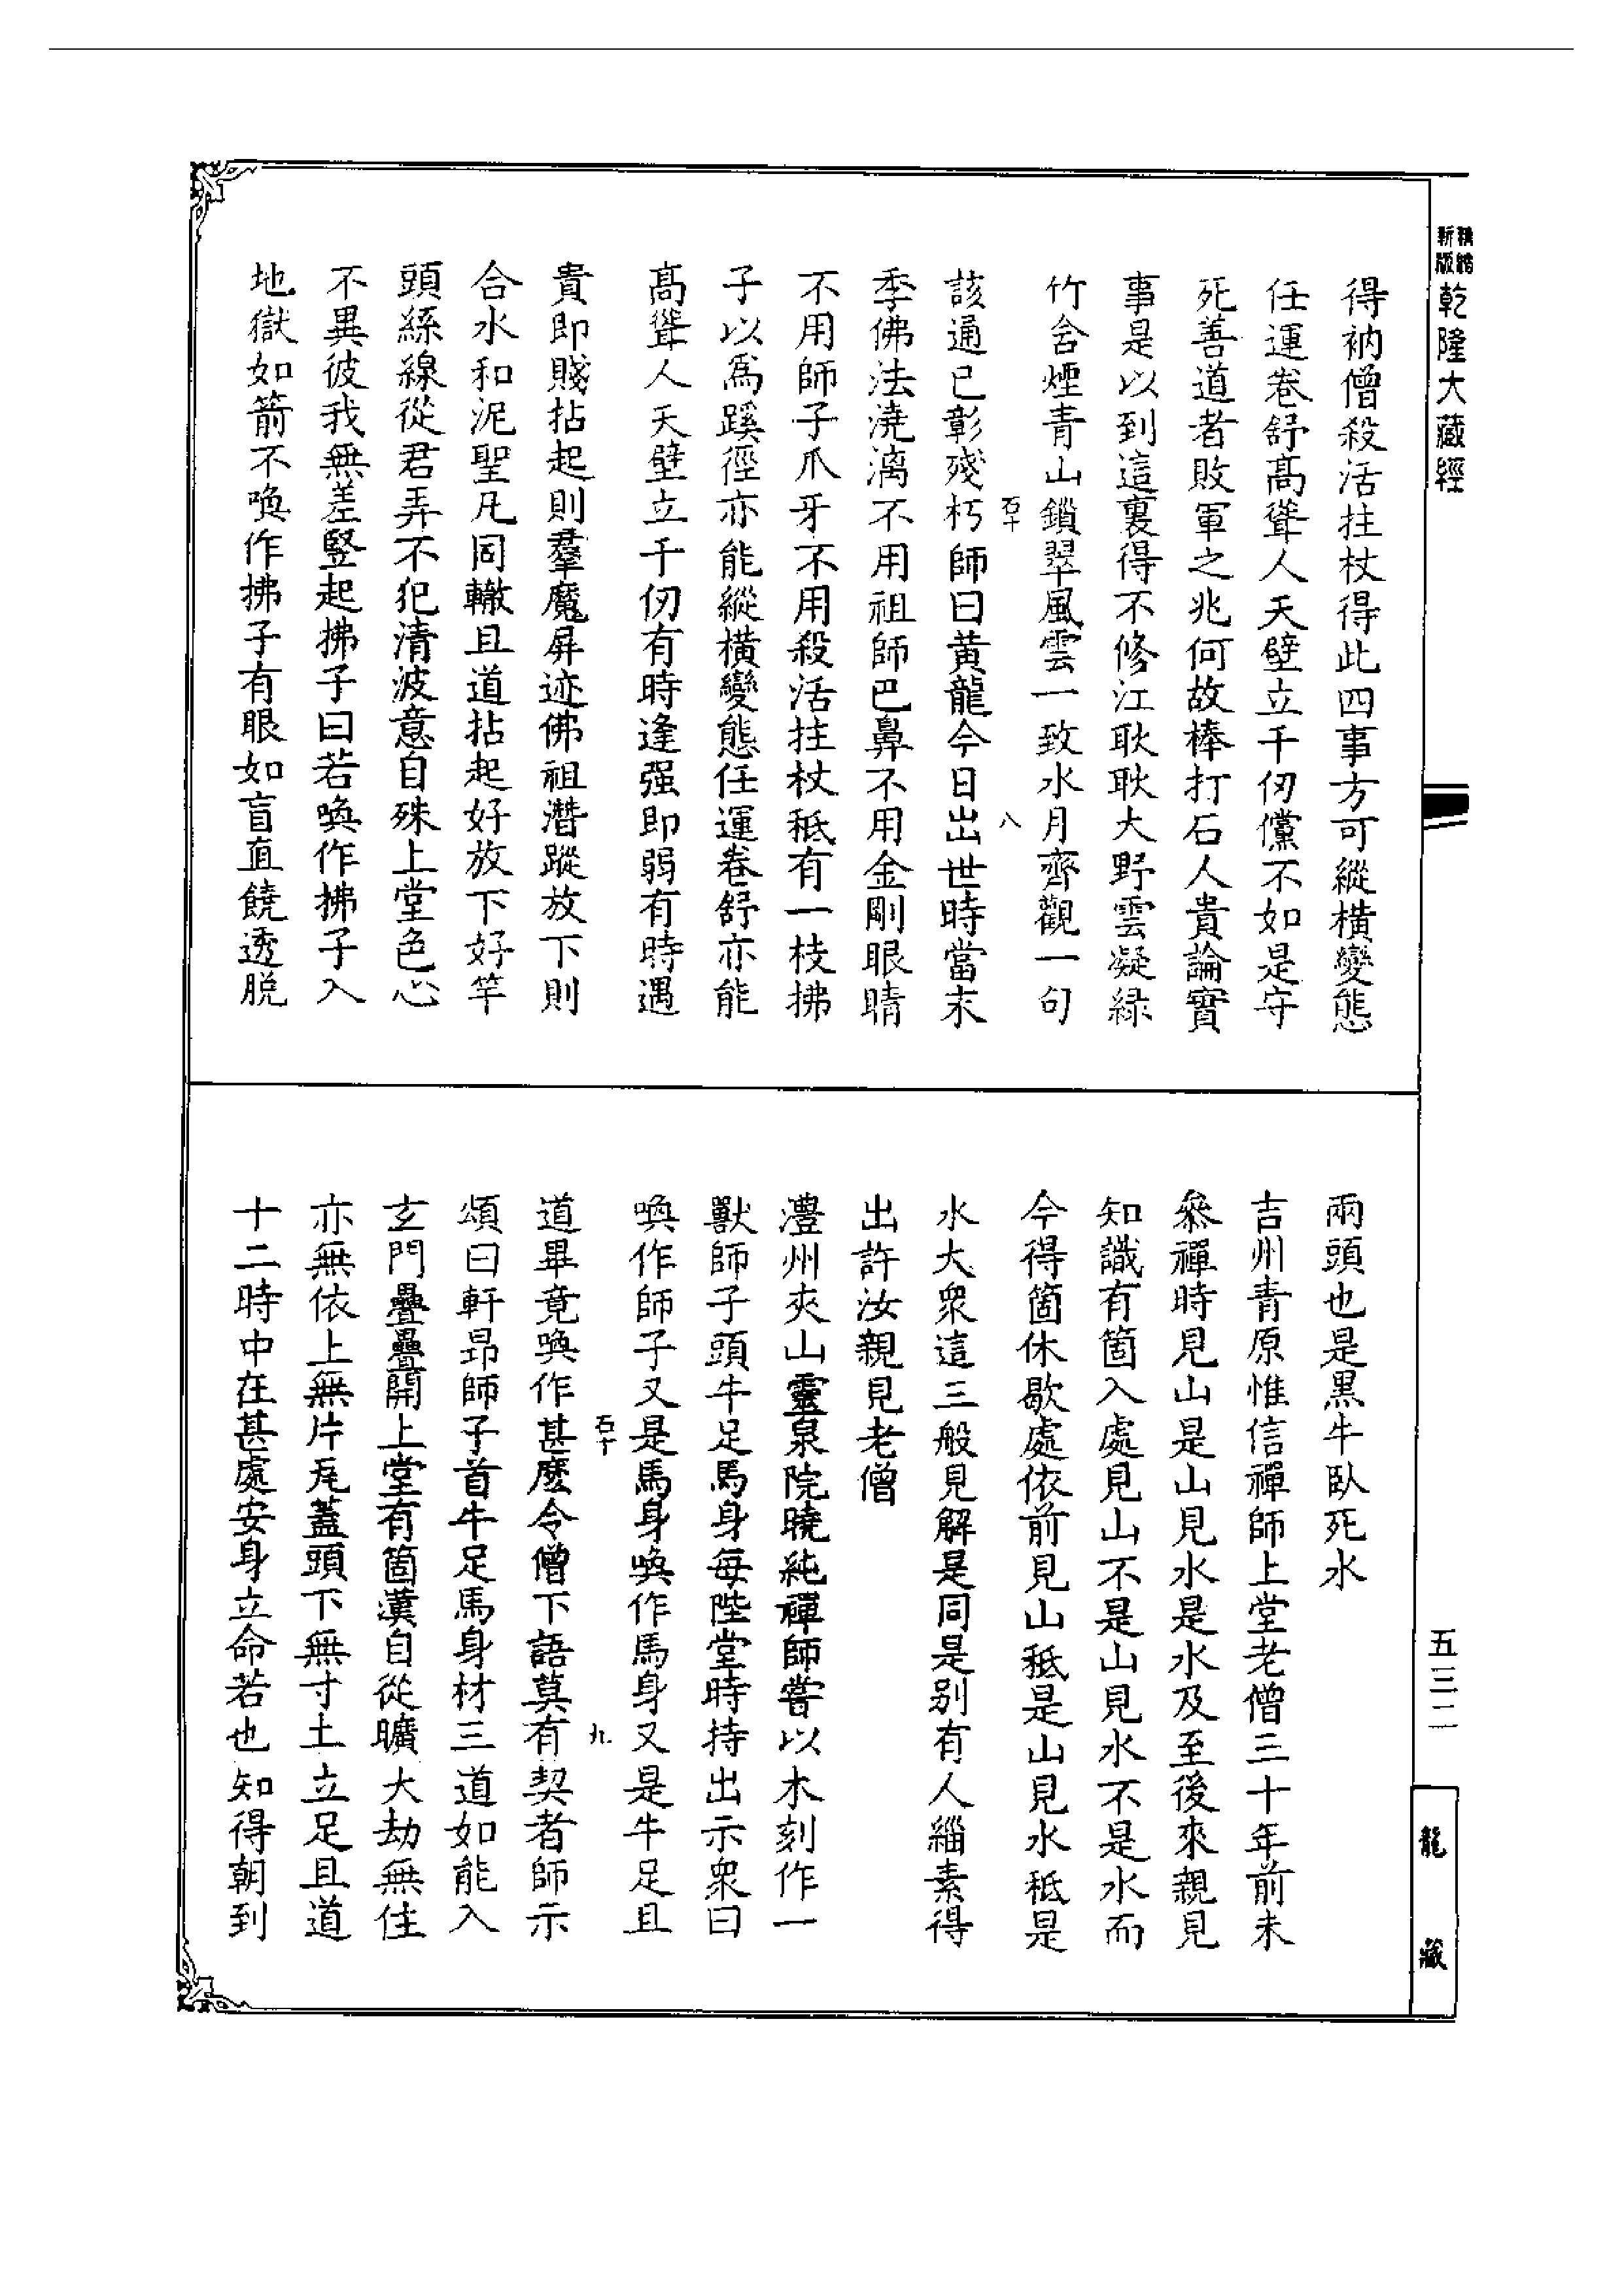 精緻
新版
乾隆大藏經
得衲僧殺活拄杖得此四事方可縱橫變態
任運卷舒高聳人天壁立千仞儻不如是守
死善道者敗軍之兆何故棒打石人貴論實
事是以到這裏得不修江耿耿大野雲凝綠
竹含煙青山鎖翠風雲一致水月齊觀一句
石十
八
該通已彰殘朽師曰黃龍今日出世時當末
季佛法澆漓不用祖師巴鼻不用金剛眼睛
不用師子爪牙不用殺活拄杖秪有一枝拂
子以爲蹊徑亦能縱橫變態任運卷舒亦能
高聳人天壁立千仞有時逢强即弱有時遇
貴即賤拈起則羣魔屏迹佛祖潛蹤放下則
合水和泥聖凡同轍且道拈起好放下好竿
頭絲線從君弄不犯清波意自殊上堂色心
不異彼我無差竪起拂子曰若喚作拂子入
地獄如箭不喚作拂子有眼如盲直饒透脫
兩頭也是黑牛臥死水
吉州青原惟信禪師上堂老僧三十年前未
叅禪時見山是山見水是水及至後來親見
知識有箇入處見山不是山見水不是水而
今得箇休歇處依前見山秪是山見水秪是
水大衆這三般見解是同是別有人緇素得
出許汝親見老僧
澧州夾山靈泉院曉純禪師嘗以木刻作一
獸師子頭牛足馬身每陞堂時持出示衆曰
喚作師子又是馬身喚作馬身又是牛足且
石十
九
道畢竟喚作甚麽令僧下語莫有契者師示
頌曰軒昂師子首牛足馬身材三道如能入
玄門疊疊開上堂有箇漢自從曠大劫無住
亦無依上無片瓦蓋頭下無寸土立足且道
十二時中在甚處安身立命若也知得朝到
五三二
龍藏